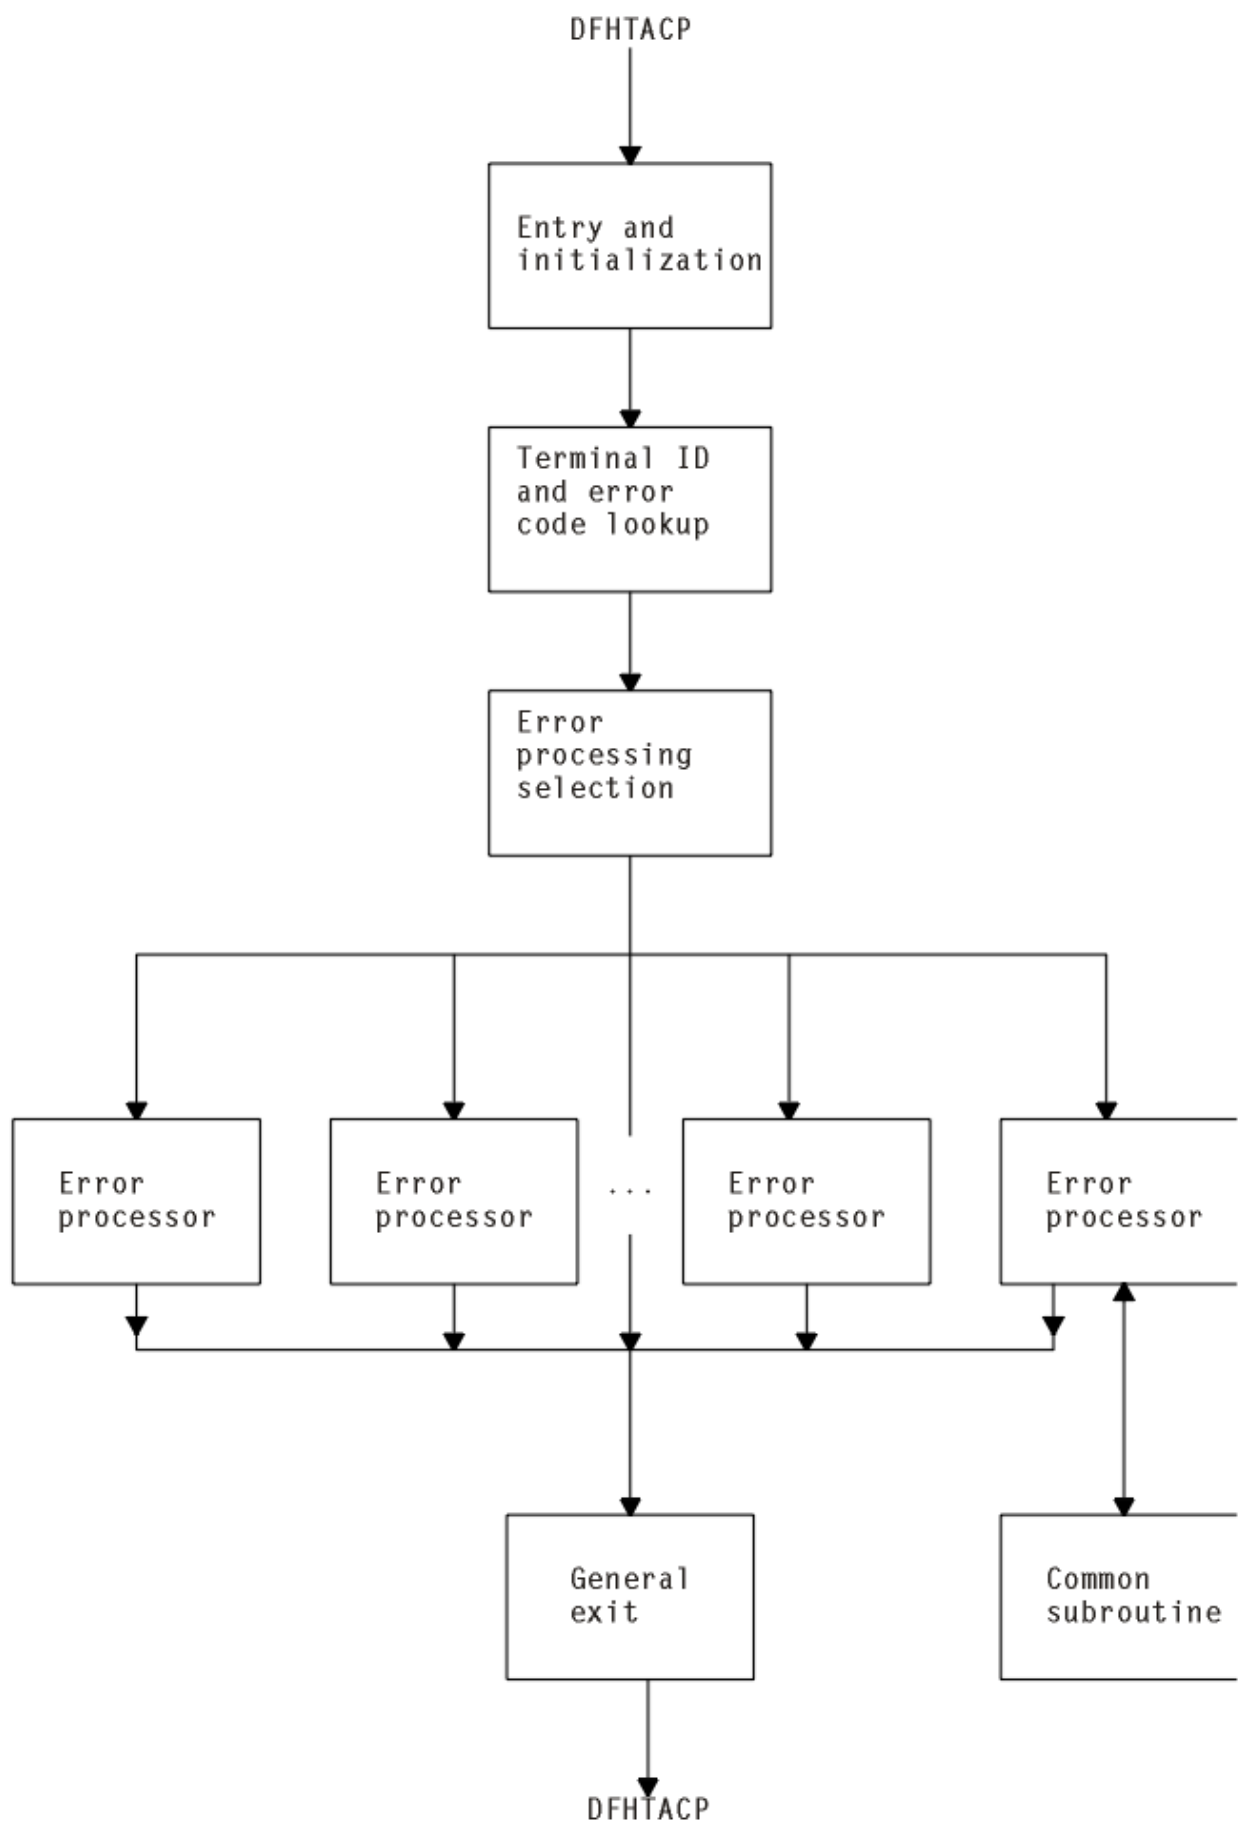 DFHTACP
Entry and
initialization
Terminal ID
and error
code lookup
Error
processing
selection
Error
processor
Error
processor
...
Error
processor
Error
processor
General
exit
Common
subroutine
DFHTACP